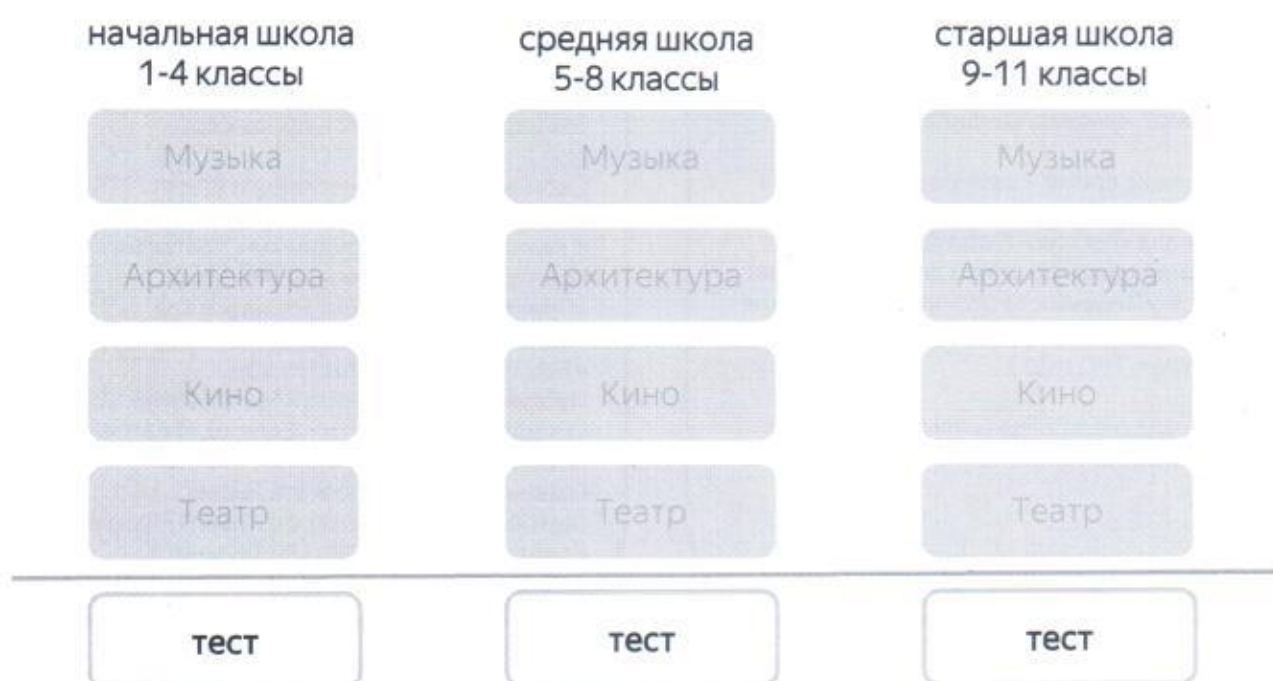 начальная школа
1-4 классы
средняя школа
5-8 классы
старшая школа
9-11 классы
Музыка
Музыка
Музыка
Архитектура
Архитектура
Архитектура
Кино
Кино
Кино
Театр
Театр
Театр
тест
тест
тест